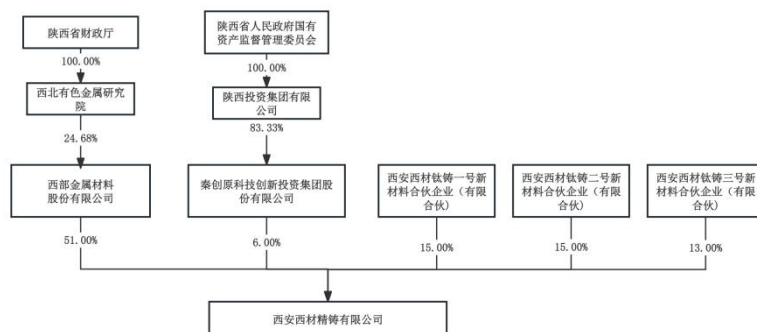 陕西省财政厅
陕西省人民政府国有
资产监督管理委员会
100.00%
100.00%
西北有色金属研究
院
陕西投资集团有限
公司
24.68%
83.33%
西部金属材料
股份有限公司
秦创原科技创新投资集团股
份有限公司
西安西材钛铸一号新
材料合伙企业（有限
合伙)
西安西材钛铸二号新
材料合伙企业（有限
合伙)
西安西材钛铸三号新
材料合伙企业（有限
合伙)
51.00%
6.00%
15.00%
15.00%
13.00%
西安西材精铸有限公司